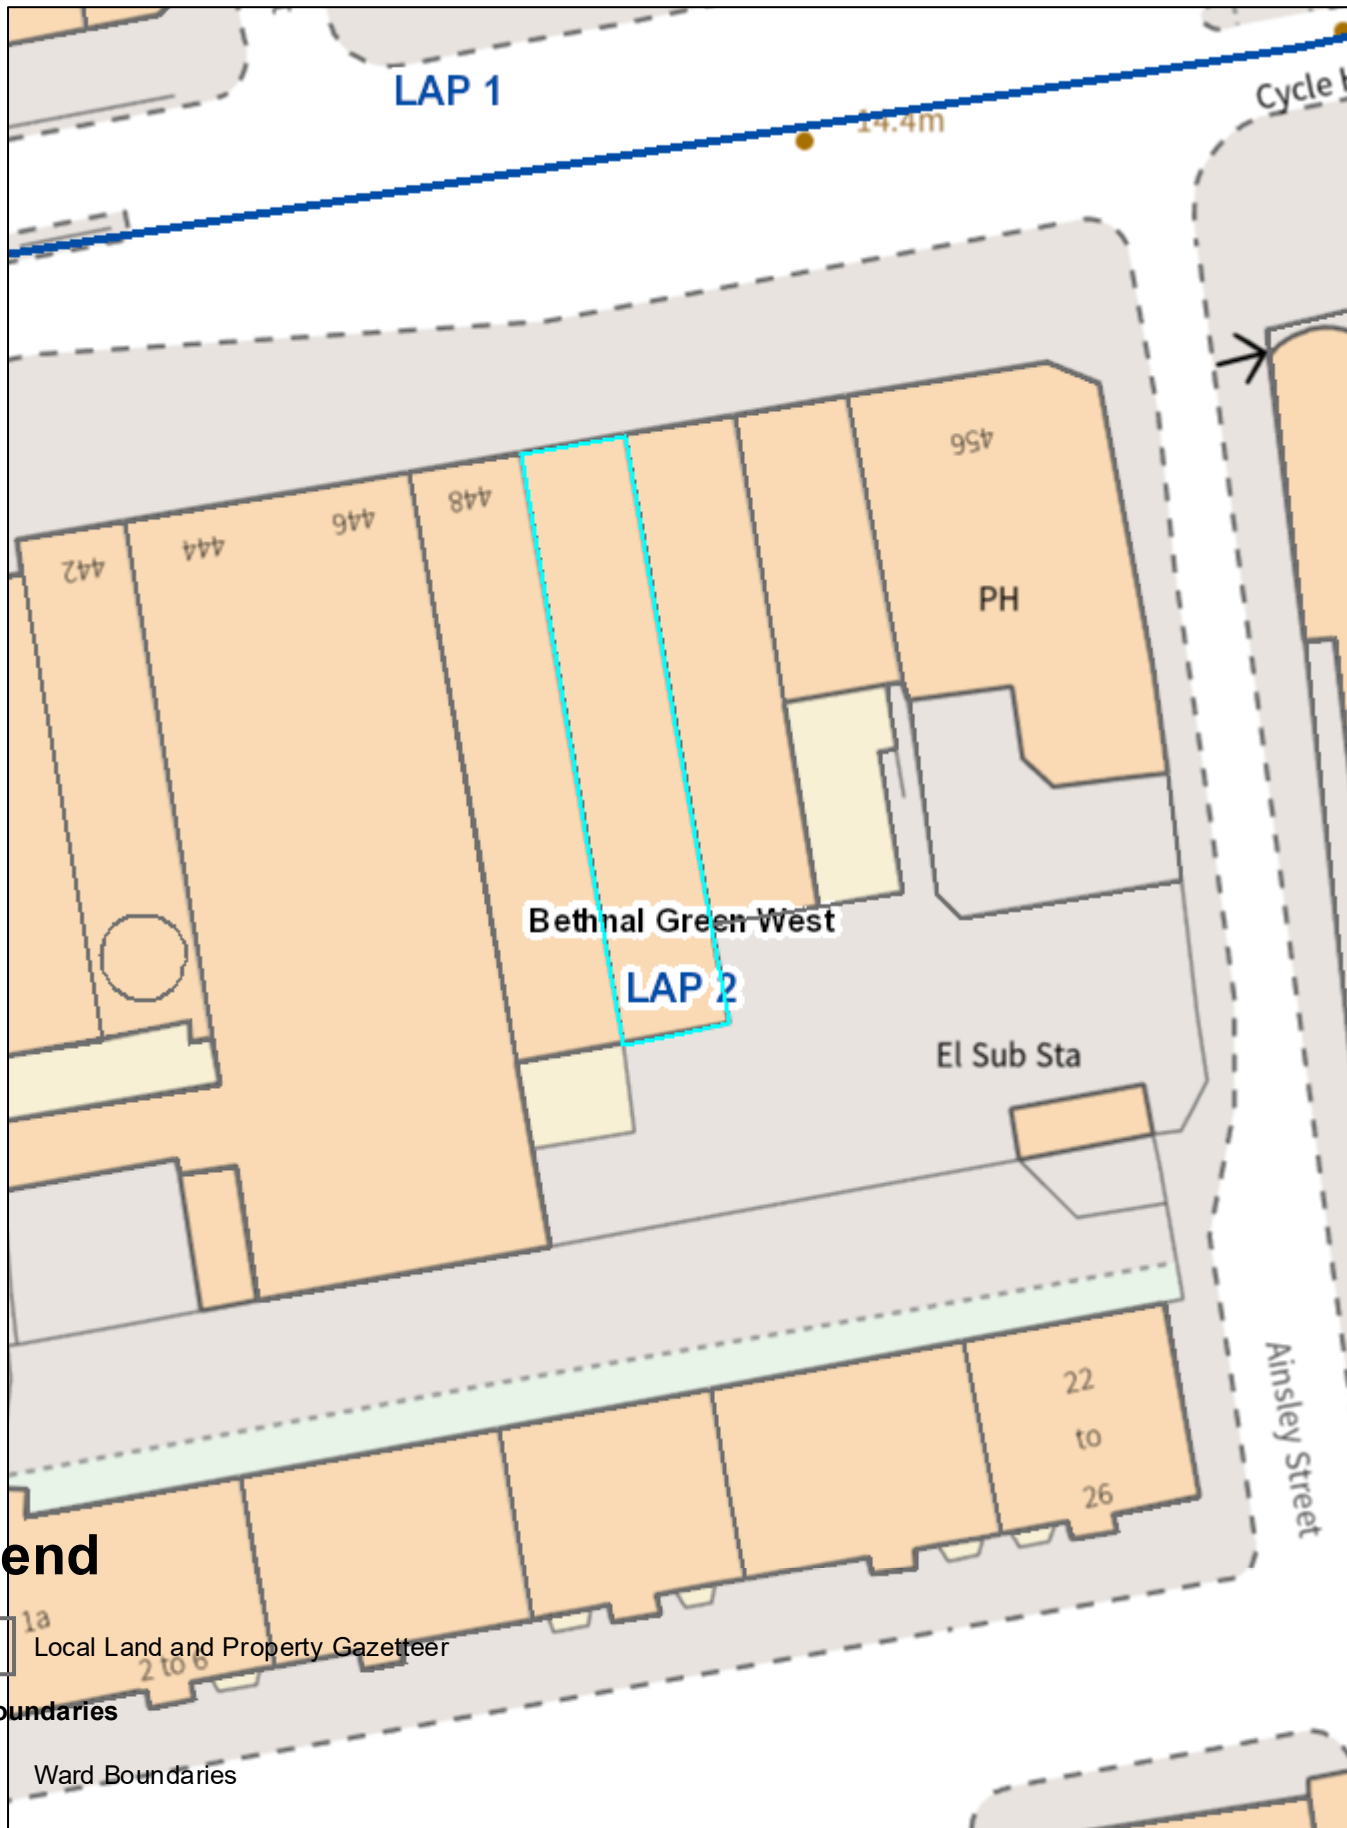 LAP 1
14.4m
Cycle
456
448
446
444
442
PH
Bethnal Green West
LAP 2
El Sub Sta
22
to
26
Ainsley Street
end
1a
Local Land and Property Gazetteer
2 to 6
oundaries
Ward Boundaries